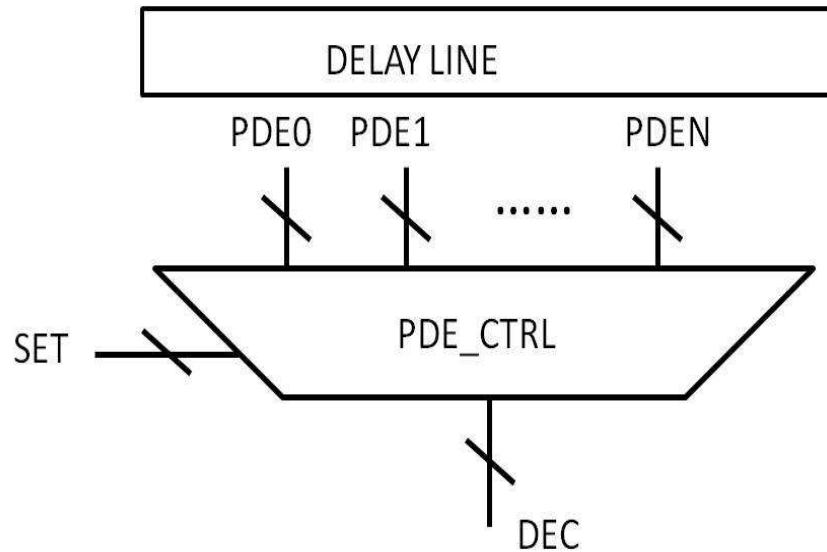 DELAY LINE
PDE0 PDE1 PDEN
......
SET
PDE_CTRL
DEC